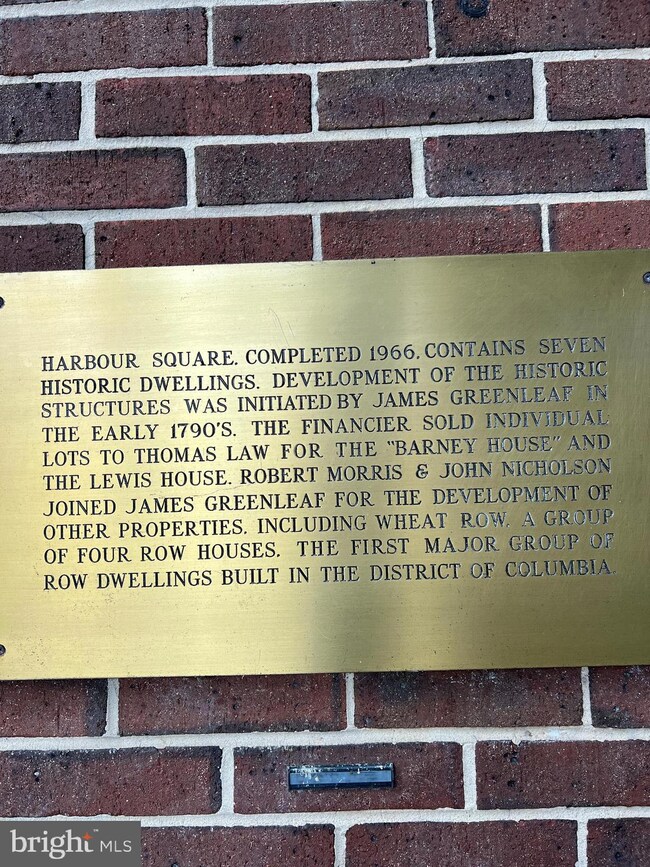 HARBOUR SQUARE. COMPLETED 1966. CONTAINS SEVEN
HISTORIC DWELLINGS. DEVELOPMENT OF THE HISTORIC
STRUCTURES WAS INITIATED BY JAMES GREENLEAF IN
THE EARLY 1790'S. THE FINANCIER SOLD INDIVIDUAL
LOTS TO THOMAS LAW FOR THE "BARNEY HOUSE" AND
THE LEWIS HOUSE. ROBERT MORRIS & JOHN NICHOLSON
JOINED JAMES GREENLEAF FOR THE DEVELOPMENT OF
OTHER PROPERTIES. INCLUDING WHEAT ROW. A GROUP
OF FOUR ROW HOUSES. THE FIRST MAJOR GROUP OF
ROW DWELLINGS BUILT IN THE DISTRICT OF COLUMBIA.
bright MLS